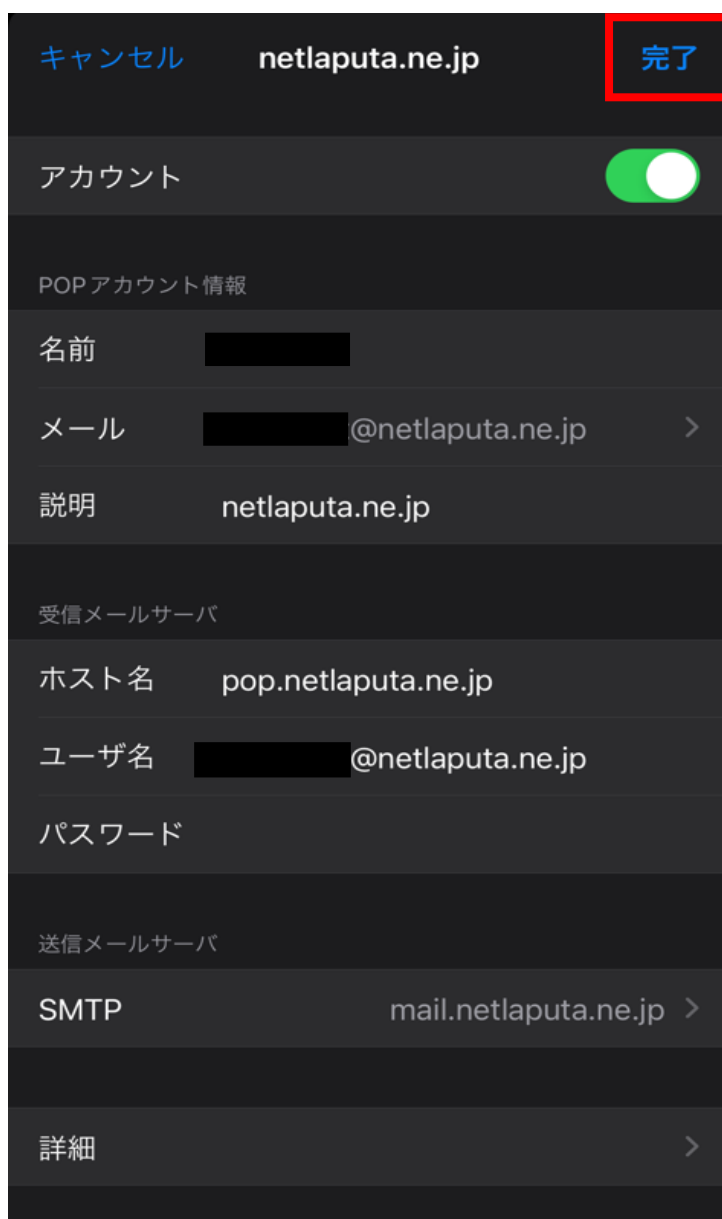 キャンセル netlaputa.ne.jp 完了
アカウント
POPアカウント情報
名前
メール @netlaputa.ne.jp
説明 netlaputa.ne.jp
受信メールサーバ
ホスト名 pop.netlaputa.ne.jp
ユーザ名 @netlaputa.ne.jp
パスワード
送信メールサーバ
SMTP mail.netlaputa.ne.jp
詳細